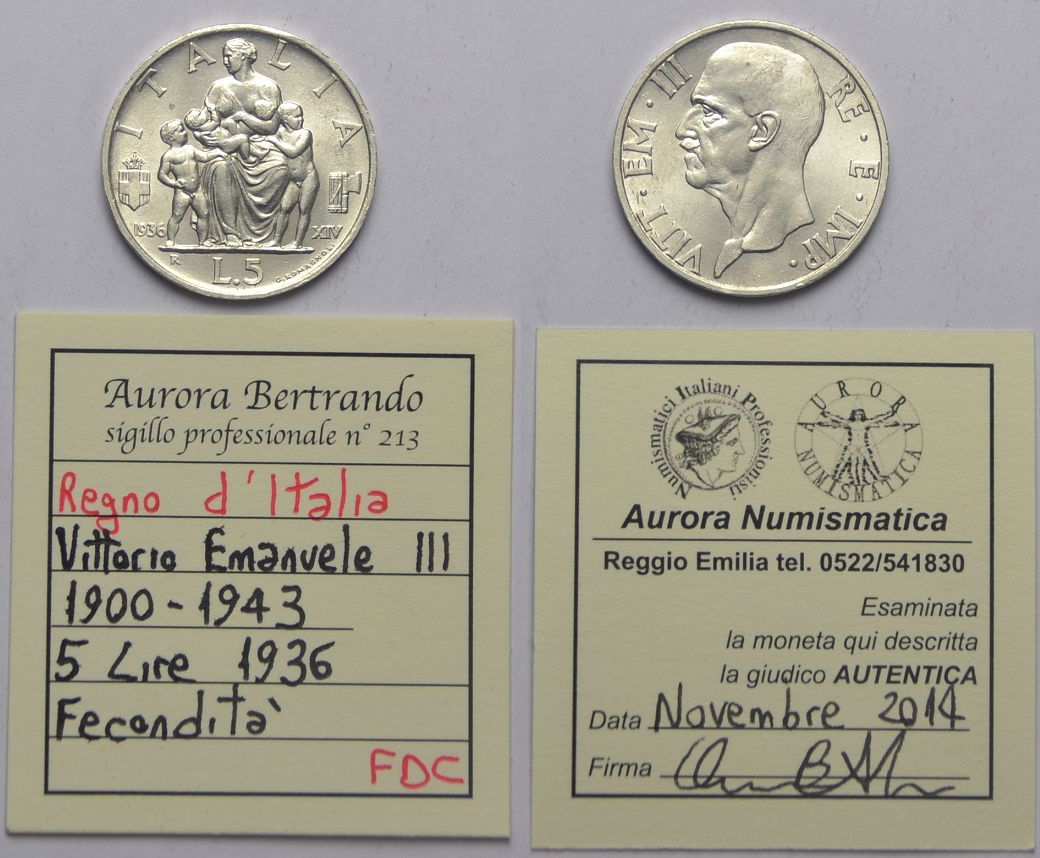 ITALIA
1936 XIV
R
L.5
G. ROMAGNOLI
VITT · EM · III RE · E · IMP ·
Aurora Bertrando
sigillo professionale n° 213
Regno d'Italia
Vittorio Emanuele III
1900 - 1943
5 Lire 1936
Fecondità
FDC
Numismatici Italiani Professionisti
AURORA NUMISMATICA
Aurora Numismatica
Reggio Emilia tel. 0522/541830
Esaminata
la moneta qui descritta
la giudico AUTENTICA
Data Novembre 2014
Firma